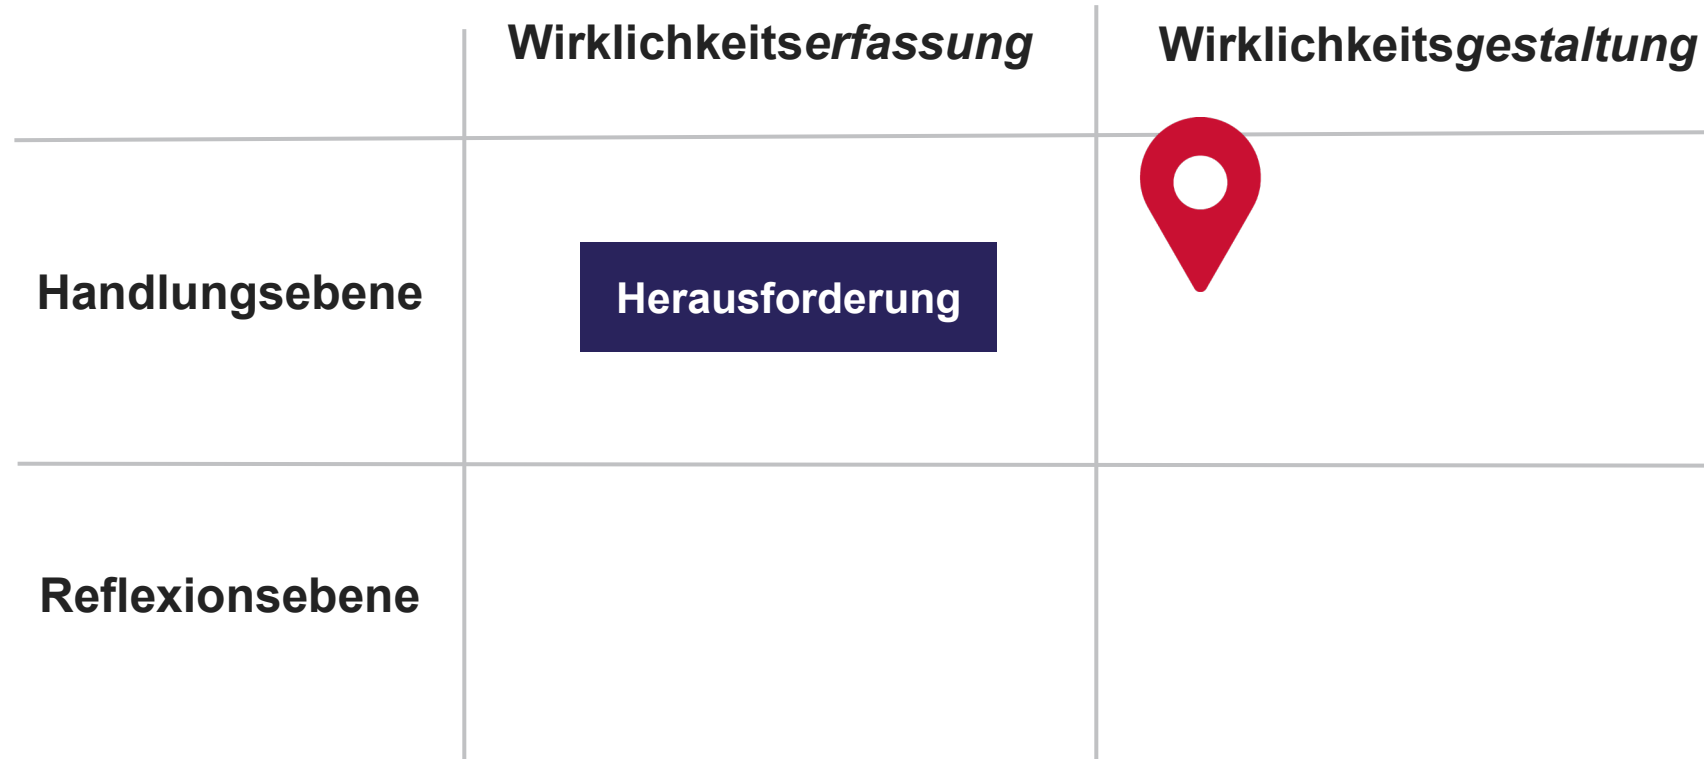 Wirklichkeitserfassung
Wirklichkeitsgestaltung
Handlungsebene
Herausforderung
Reflexionsebene